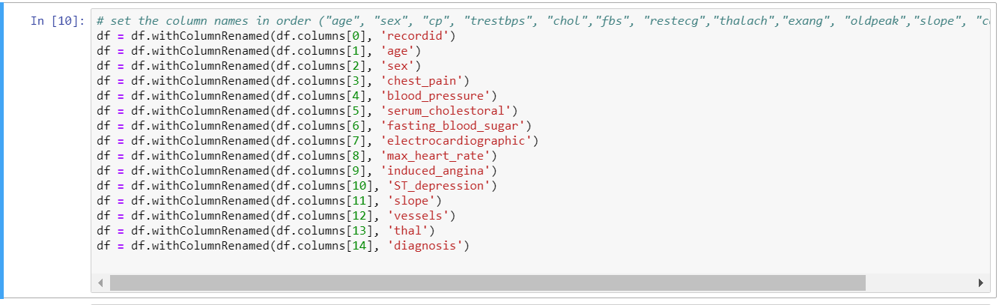 In [10]: # set the column names in order ("age", "sex", "cp", "trestbps", "chol","fbs", "restecg","thalach","exang", "oldpeak","slope", "ca
df = df.withColumnRenamed(df.columns[0], 'recordid')
df = df.withColumnRenamed(df.columns[1], 'age')
df = df.withColumnRenamed(df.columns[2], 'sex')
df = df.withColumnRenamed(df.columns[3], 'chest_pain')
df = df.withColumnRenamed(df.columns[4], 'blood_pressure')
df = df.withColumnRenamed(df.columns[5], 'serum_cholestoral')
df = df.withColumnRenamed(df.columns[6], 'fasting_blood_sugar')
df = df.withColumnRenamed(df.columns[7], 'electrocardiographic')
df = df.withColumnRenamed(df.columns[8], 'max_heart_rate')
df = df.withColumnRenamed(df.columns[9], 'induced_angina')
df = df.withColumnRenamed(df.columns[10], 'ST_depression')
df = df.withColumnRenamed(df.columns[11], 'slope')
df = df.withColumnRenamed(df.columns[12], 'vessels')
df = df.withColumnRenamed(df.columns[13], 'thal')
df = df.withColumnRenamed(df.columns[14], 'diagnosis')